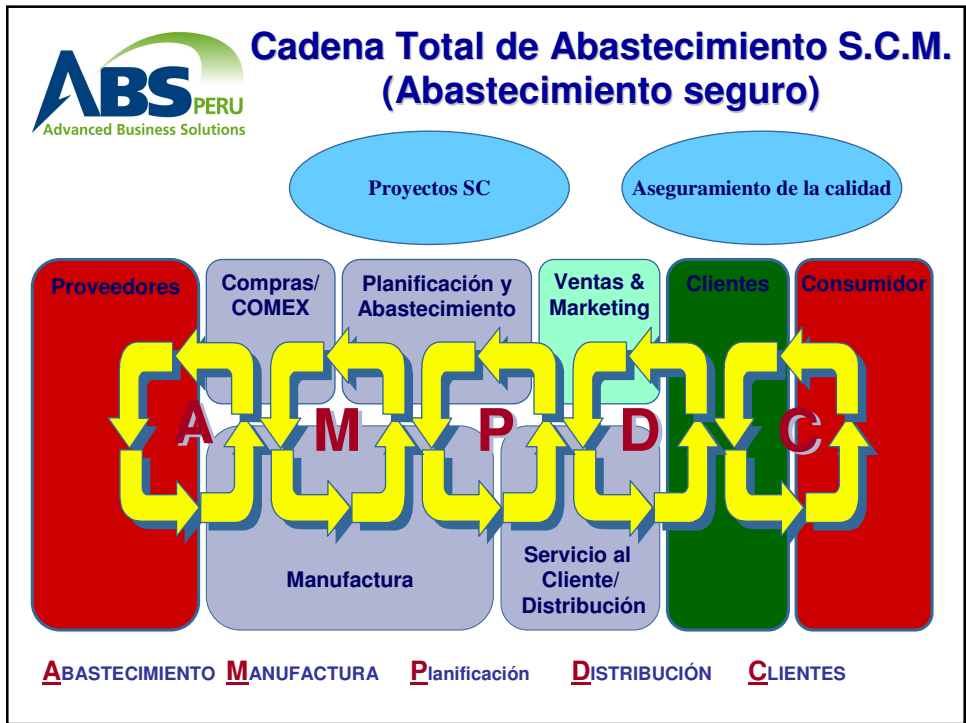 ABS PERU
Advanced Business Solutions
Cadena Total de Abastecimiento S.C.M.
(Abastecimiento seguro)
Proyectos SC
Aseguramiento de la calidad
Proveedores
Compras/
COMEX
Planificación y
Abastecimiento
Ventas &
Marketing
Clientes
Consumidor
A
M
P
D
C
Manufactura
Servicio al
Cliente/
Distribución
ABASTECIMIENTO MANUFACTURA Planificación DISTRIBUCIÓN CLIENTES